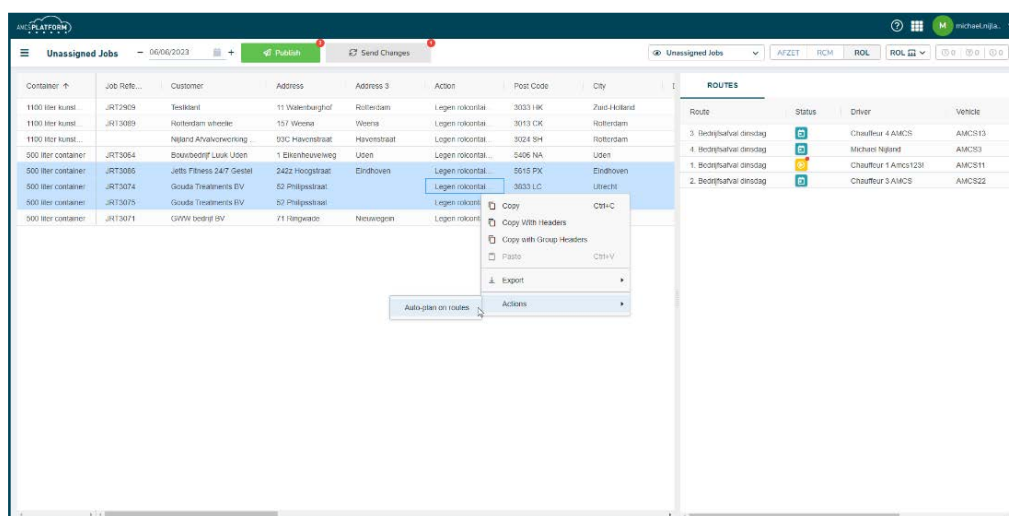 AMCS PLATFORM
M michael.nijla...
Unassigned Jobs - 06/06/2023 + Publish Send Changes Unassigned Jobs AFZET RCM ROL ROL 0 0 0
Container Job Refe... Customer Address Address 3 Action Post Code City
1100 liter kunst... JRT2909 Testklant 11 Walenburghof Rotterdam Legen rolcontai... 3033 HK Zuid-Holland
1100 liter kunst... JRT3089 Rotterdam wheelie 157 Weena Weena Legen rolcontai... 3013 CK Rotterdam
1100 liter kunst... Nijland Afvalverwerking ... 93C Havenstraat Havenstraat Legen rolcontai... 3024 SH Rotterdam
500 liter container JRT3064 Bouwbedrijf Luuk Uden 1 Eikenheuvelweg Uden Legen rolcontai... 5406 NA Uden
500 liter container JRT3086 Jetts Fitness 24/7 Gestel 242z Hoogstraat Eindhoven Legen rolcontai... 5615 PX Eindhoven
500 liter container JRT3074 Gouda Treatments BV 52 Philipsstraat Legen rolcontai... 3833 LC Utrecht
500 liter container JRT3075 Gouda Treatments BV 52 Philipsstraat Legen rolcont
500 liter container JRT3071 GWW bedrijf BV 71 Ringwade Nieuwegein Legen rolcont
Copy Ctrl+C
Copy With Headers
Copy with Group Headers
Paste Ctrl+V
Export
Actions
Auto-plan on routes
ROUTES
Route Status Driver Vehicle
3. Bedrijfsafval dinsdag Chauffeur 4 AMCS AMCS13
4. Bedrijfsafval dinsdag Michael Nijland AMCS3
1. Bedrijfsafval dinsdag Chauffeur 1 Amcs123! AMCS11
2. Bedrijfsafval dinsdag Chauffeur 3 AMCS AMCS22